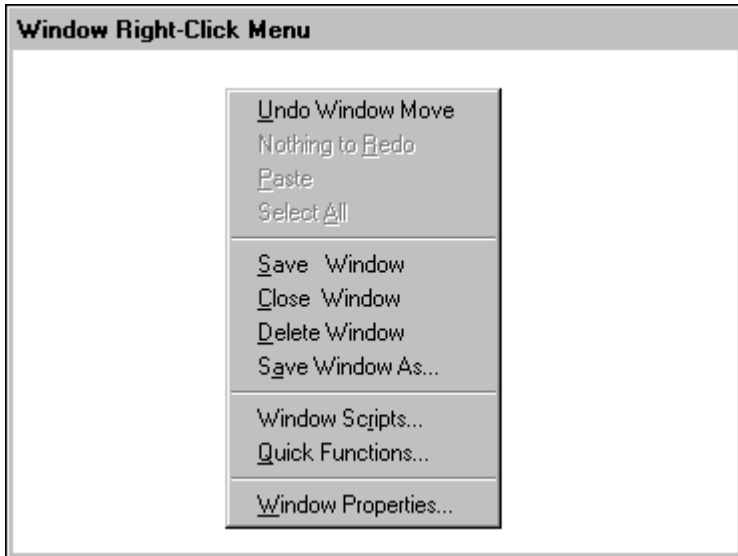 Window Right-Click Menu
Undo Window Move
Nothing to Redo
Paste
Select All
Save Window
Close Window
Delete Window
Save Window As...
Window Scripts...
Quick Functions...
Window Properties...